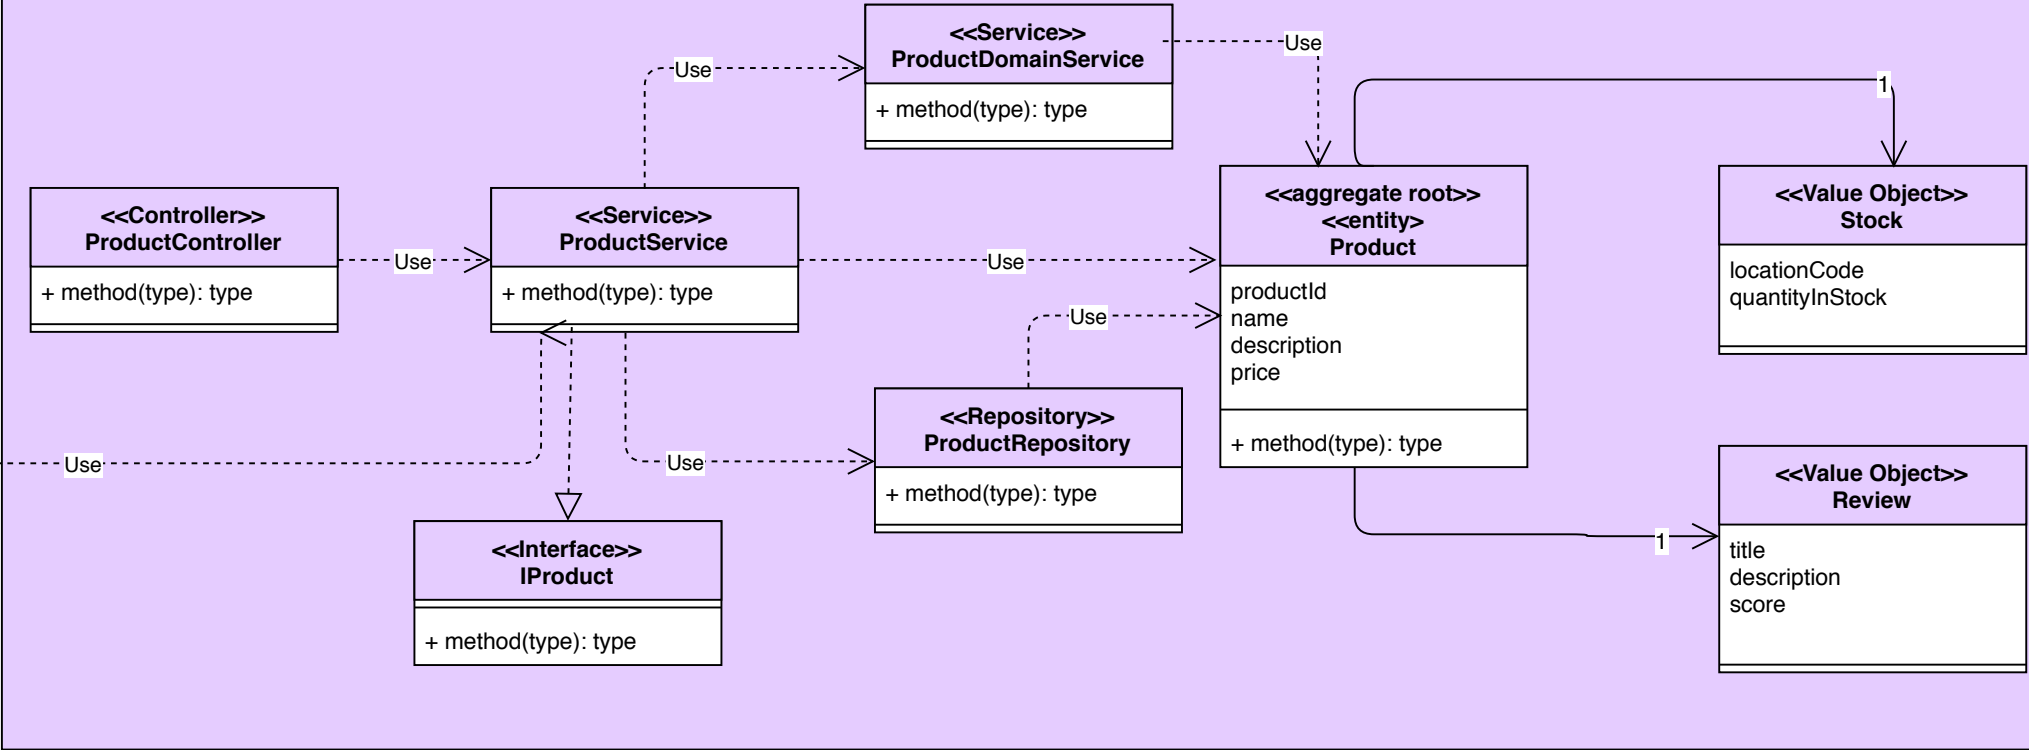 <<Service>>
ProductDomainService
+ method(type): type
Use
Use
1
<<Controller>>
ProductController
+ method(type): type
Use
<<Service>>
ProductService
+ method(type): type
Use
<<aggregate root>>
<<entity>
Product
productId
name
description
price
+ method(type): type
<<Value Object>>
Stock
locationCode
quantityInStock
Use
<<Repository>>
ProductRepository
+ method(type): type
Use
Use
<<Interface>>
IProduct
+ method(type): type
1
<<Value Object>>
Review
title
description
score